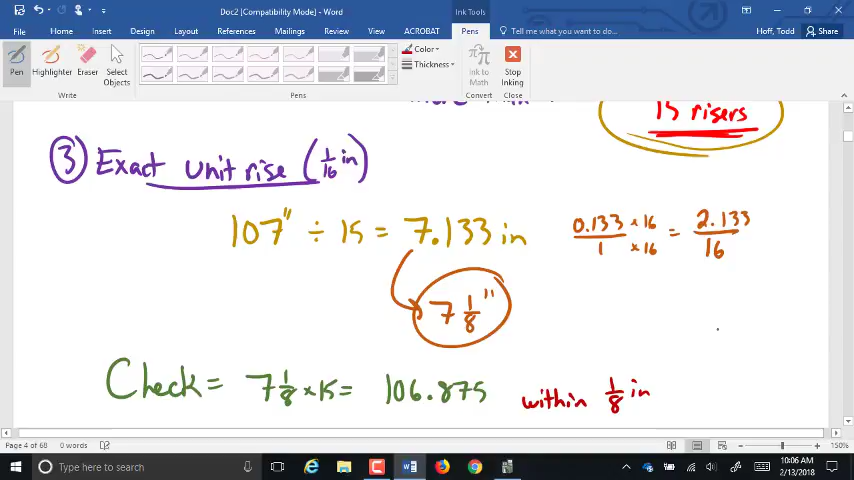 Doc2 [Compatibility Mode] - Word
Ink Tools
Hoff, Todd
File Home Insert Design Layout References Mailings Review View ACROBAT Pens Tell me what you want to do... Share
Pen Highlighter Eraser Select Objects
Color
Thickness
Ink to Math
Stop Inking
Write Pens Convert Close
15 risers
3 Exact unit rise (1/16 in)
107" ÷ 15 = 7.133 in
0.133 × 16 / 1 × 16 = 2.133 / 16
7 1/8"
Check = 7 1/8 × 15 = 106.875 within 1/8 in
Page 4 of 68 0 words 150%
Type here to search
10:06 AM
2/13/2018